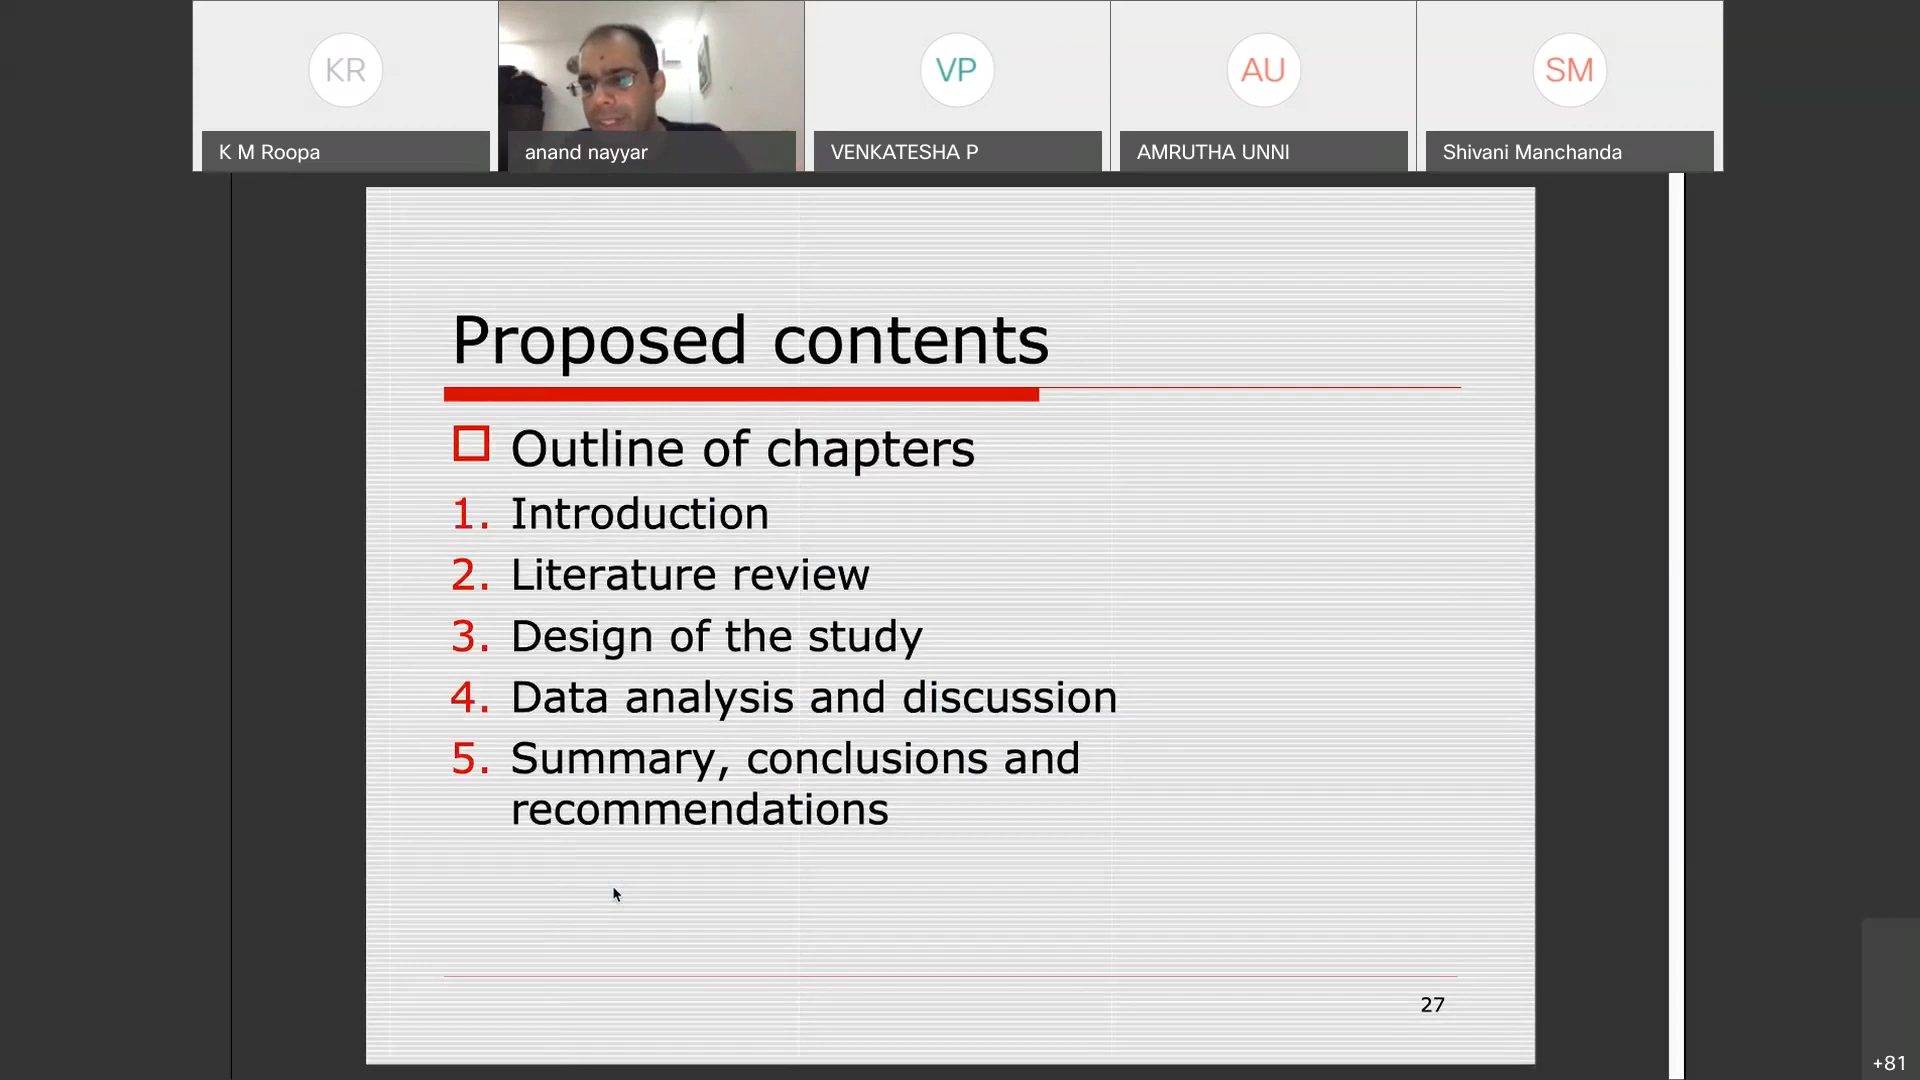 KR
VP
AU
SM
K M Roopa
anand nayyar
VENKATESHA P
AMRUTHA UNNI
Shivani Manchanda
Proposed contents
Outline of chapters
1. Introduction
2. Literature review
3. Design of the study
4. Data analysis and discussion
5. Summary, conclusions and
recommendations
27
+81